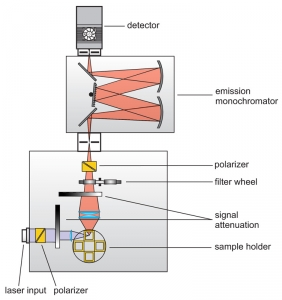 detector
emission
monochromator
polarizer
filter wheel
signal
attenuation
sample holder
laser input
polarizer